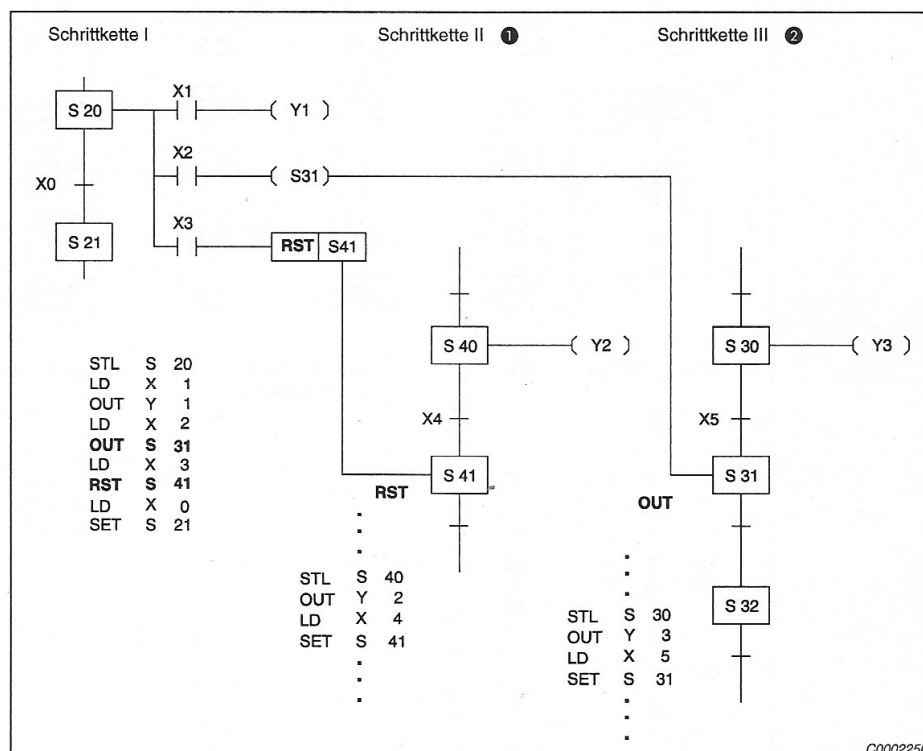 Schrittkette I
Schrittkette II ❶
Schrittkette III ❷
S 20
X1
Y1
X2
S31
X0
X3
S 21
RST S41
S 40
Y2
S 30
Y3
X4
X5
S 41
S 31
RST
OUT
S 32
STL S 20
LD X 1
OUT Y 1
LD X 2
OUT S 31
LD X 3
RST S 41
LD X 0
SET S 21
STL S 40
OUT Y 2
LD X 4
SET S 41
STL S 30
OUT Y 3
LD X 5
SET S 31